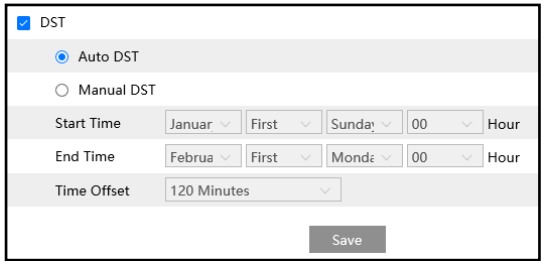 DST
Auto DST
Manual DST
Start Time Januar First Sunday 00 Hour
End Time Februa First Monda 00 Hour
Time Offset 120 Minutes
Save